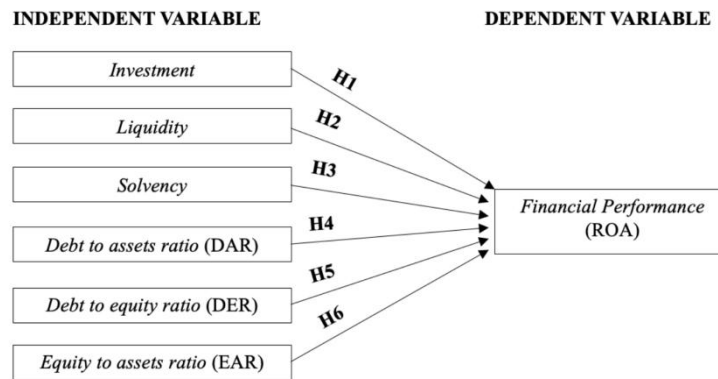 INDEPENDENT VARIABLE
DEPENDENT VARIABLE
Investment
H1
Liquidity
H2
Solvency
H3
Debt to assets ratio (DAR)
H4
Debt to equity ratio (DER)
H5
Equity to assets ratio (EAR)
H6
Financial Performance
(ROA)